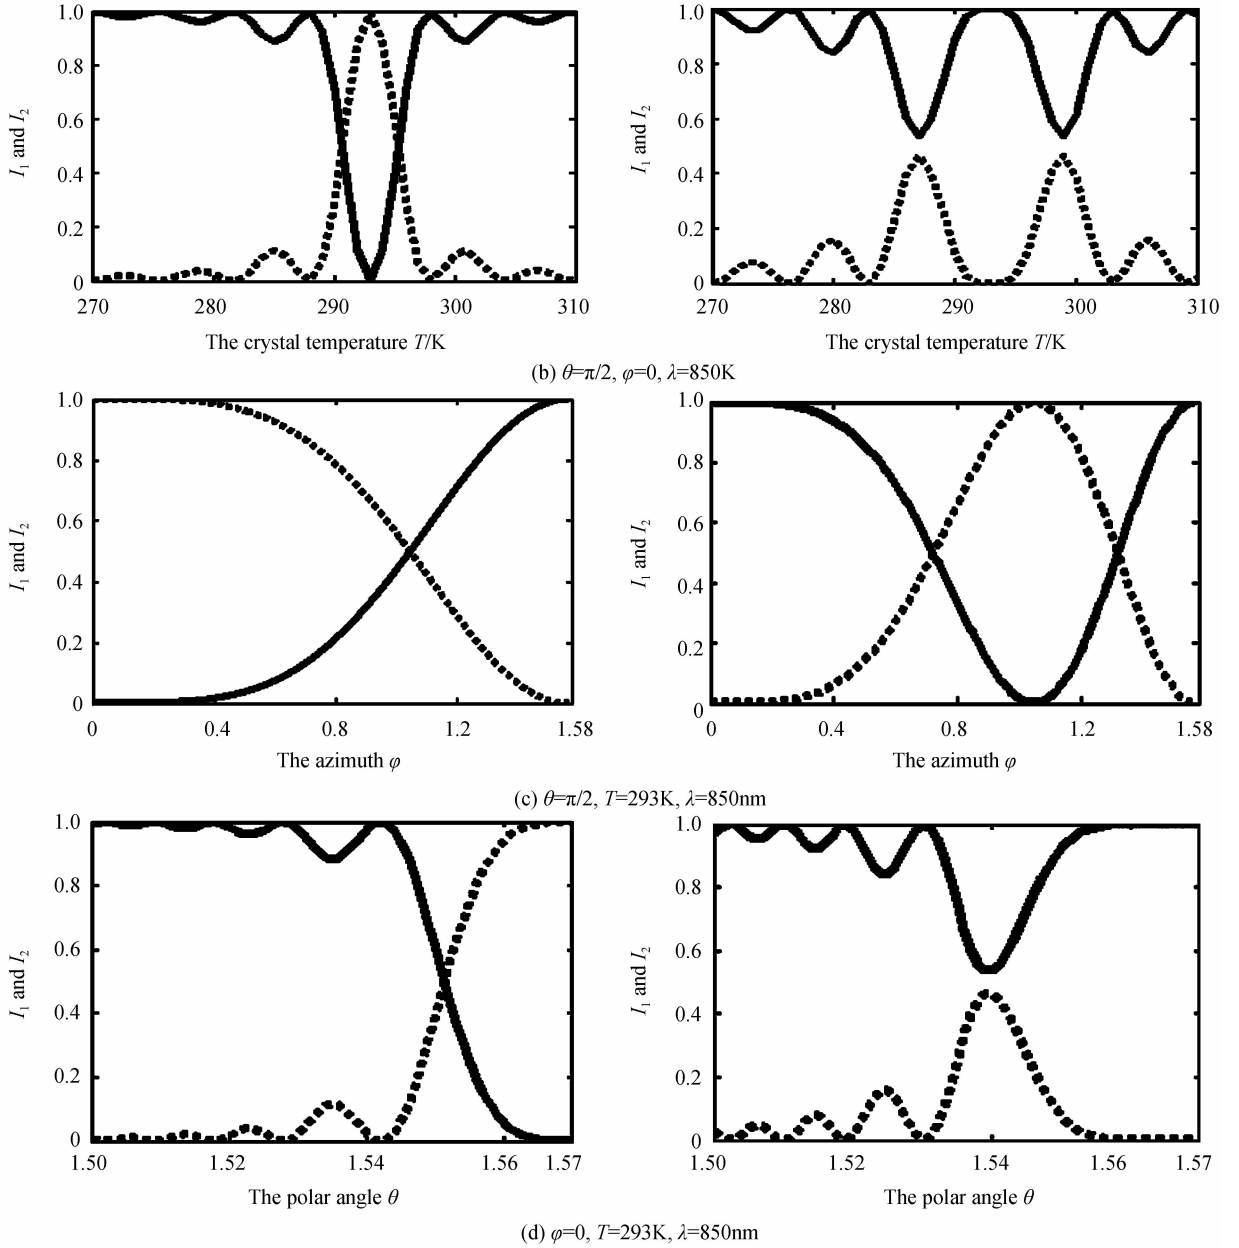 1.0
0.8
0.6
0.4
0.2
0
I1 and I2
270 280 290 300 310
The crystal temperature T/K
1.0
0.8
0.6
0.4
0.2
0
I1 and I2
270 280 290 300 310
The crystal temperature T/K
(b) θ=π/2, φ=0, λ=850K
1.0
0.8
0.6
0.4
0.2
0
I1 and I2
0 0.4 0.8 1.2 1.58
The azimuth φ
1.0
0.8
0.6
0.4
0.2
0
I1 and I2
0 0.4 0.8 1.2 1.58
The azimuth φ
(c) θ=π/2, T=293K, λ=850nm
1.0
0.8
0.6
0.4
0.2
0
I1 and I2
1.50 1.52 1.54 1.56 1.57
The polar angle θ
1.0
0.8
0.6
0.4
0.2
0
I1 and I2
1.50 1.52 1.54 1.56 1.57
The polar angle θ
(d) φ=0, T=293K, λ=850nm